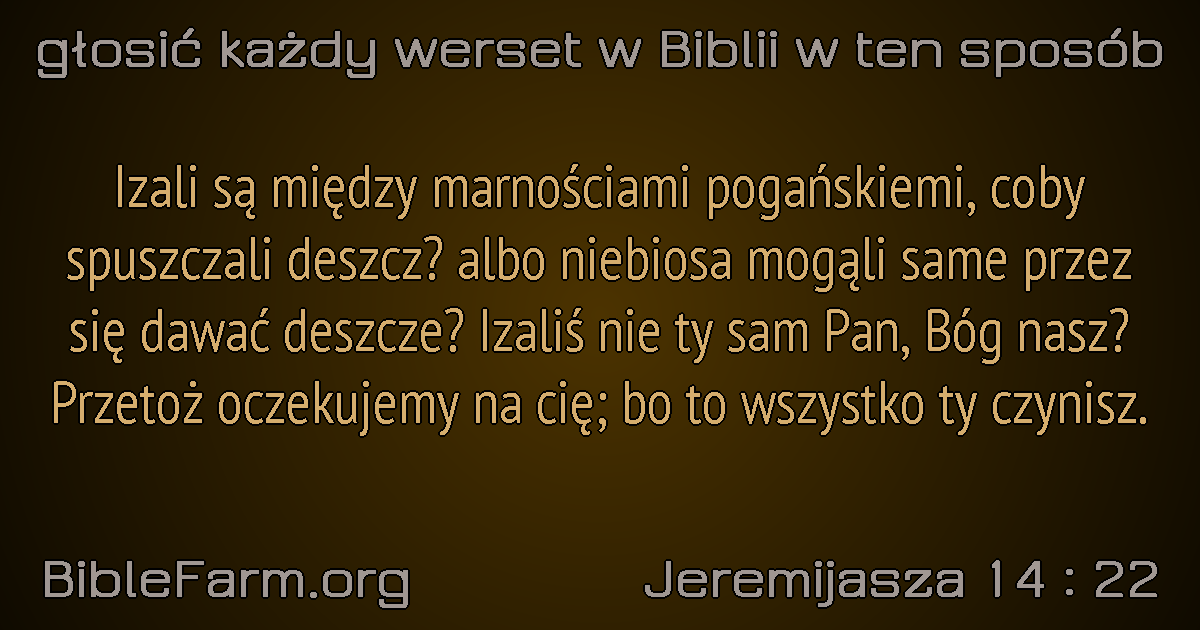 głosić każdy werset w Biblii w ten sposób
Izali są między marnościami pogańskiemi, coby
spuszczali deszcz? albo niebiosa mogąli same przez
się dawać deszcze? Izaliś nie ty sam Pan, Bóg nasz?
Przetoż oczekujemy na cię; bo to wszystko ty czynisz.
BibleFarm.org
Jeremijasza 14 : 22